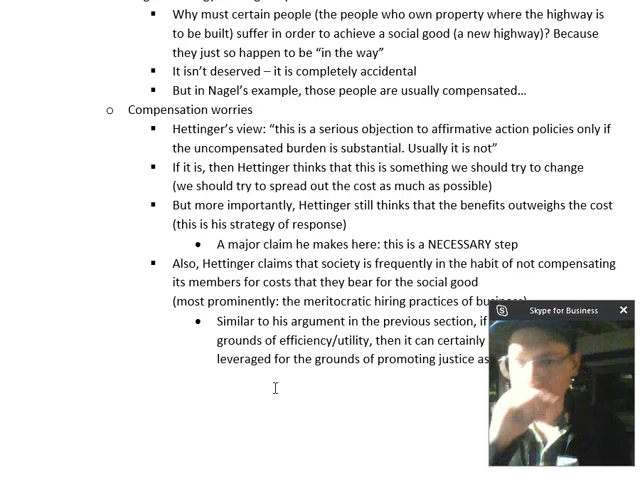 Why must certain people (the people who own property where the highway is
to be built) suffer in order to achieve a social good (a new highway)? Because
they just so happen to be “in the way”
It isn’t deserved – it is completely accidental
But in Nagel’s example, those people are usually compensated…
Compensation worries
Hettinger’s view: “this is a serious objection to affirmative action policies only if
the uncompensated burden is substantial. Usually it is not”
If it is, then Hettinger thinks that this is something we should try to change
(we should try to spread out the cost as much as possible)
But more importantly, Hettinger still thinks that the benefits outweighs the cost
(this is his strategy of response)
A major claim he makes here: this is a NECESSARY step
Also, Hettinger claims that society is frequently in the habit of not compensating
its members for costs that they bear for the social good
(most prominently: the meritocratic hiring practices of
Similar to his argument in the previous section, if
grounds of efficiency/utility, then it can certainly
leveraged for the grounds of promoting justice as
Skype for Business